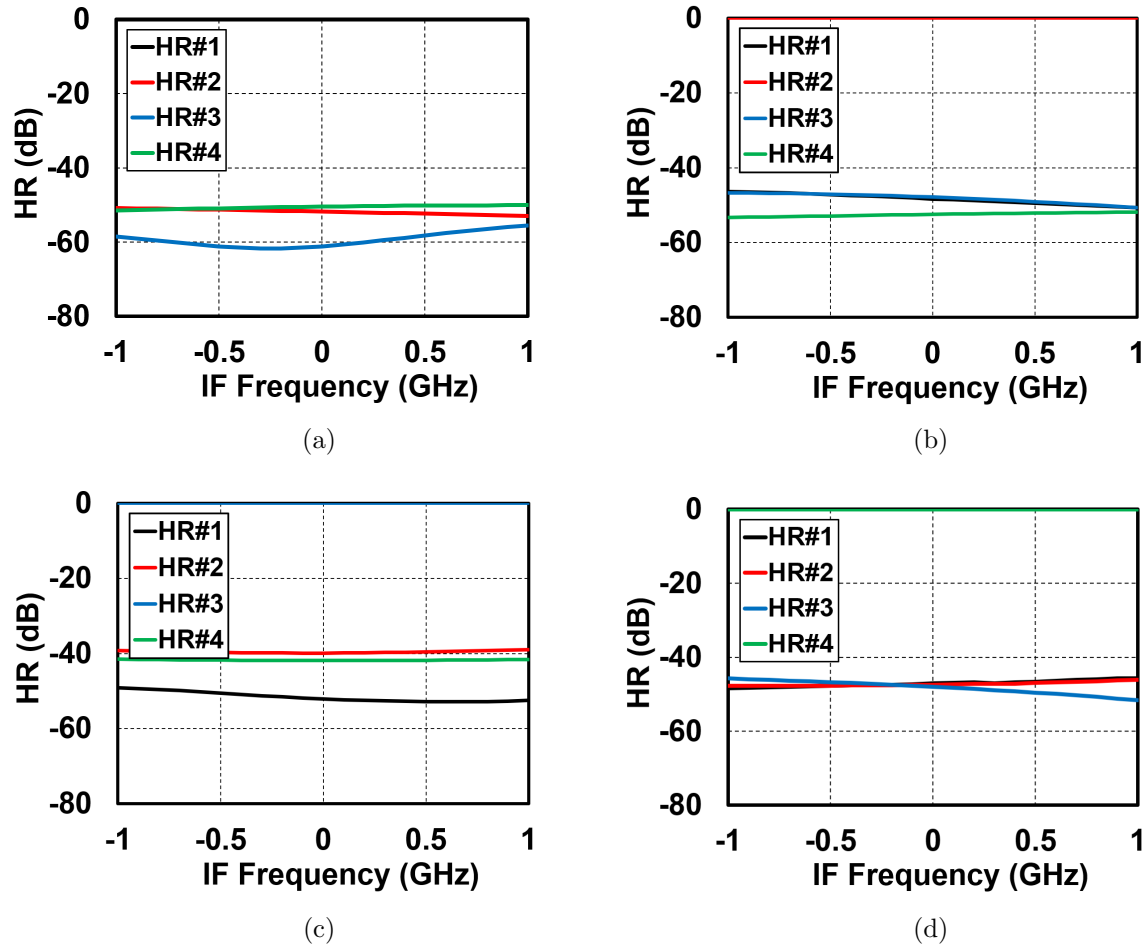 0
-20
-40
-60
-80
HR (dB)
HR#1
HR#2
HR#3
HR#4
-1 -0.5 0 0.5 1
IF Frequency (GHz)
(a)
0
-20
-40
-60
-80
HR (dB)
HR#1
HR#2
HR#3
HR#4
-1 -0.5 0 0.5 1
IF Frequency (GHz)
(b)
0
-20
-40
-60
-80
HR (dB)
HR#1
HR#2
HR#3
HR#4
-1 -0.5 0 0.5 1
IF Frequency (GHz)
(c)
0
-20
-40
-60
-80
HR (dB)
HR#1
HR#2
HR#3
HR#4
-1 -0.5 0 0.5 1
IF Frequency (GHz)
(d)